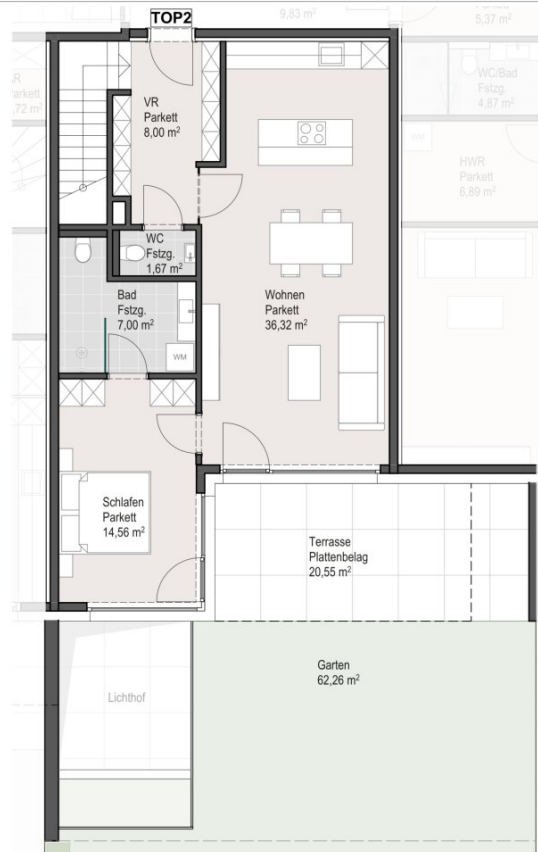 9,83 m²
5,37 m²
TOP2
WC/Bad
Fstzg.
4,87 m²
VR
Parkett
8,00 m²
WM
HWR
Parkett
6,89 m²
WC
Fstzg.
1,67 m²
Bad
Fstzg.
7,00 m²
WM
Wohnen
Parkett
36,32 m²
Schlafen
Parkett
14,56 m²
Terrasse
Plattenbelag
20,55 m²
Garten
62,26 m²
Lichthof